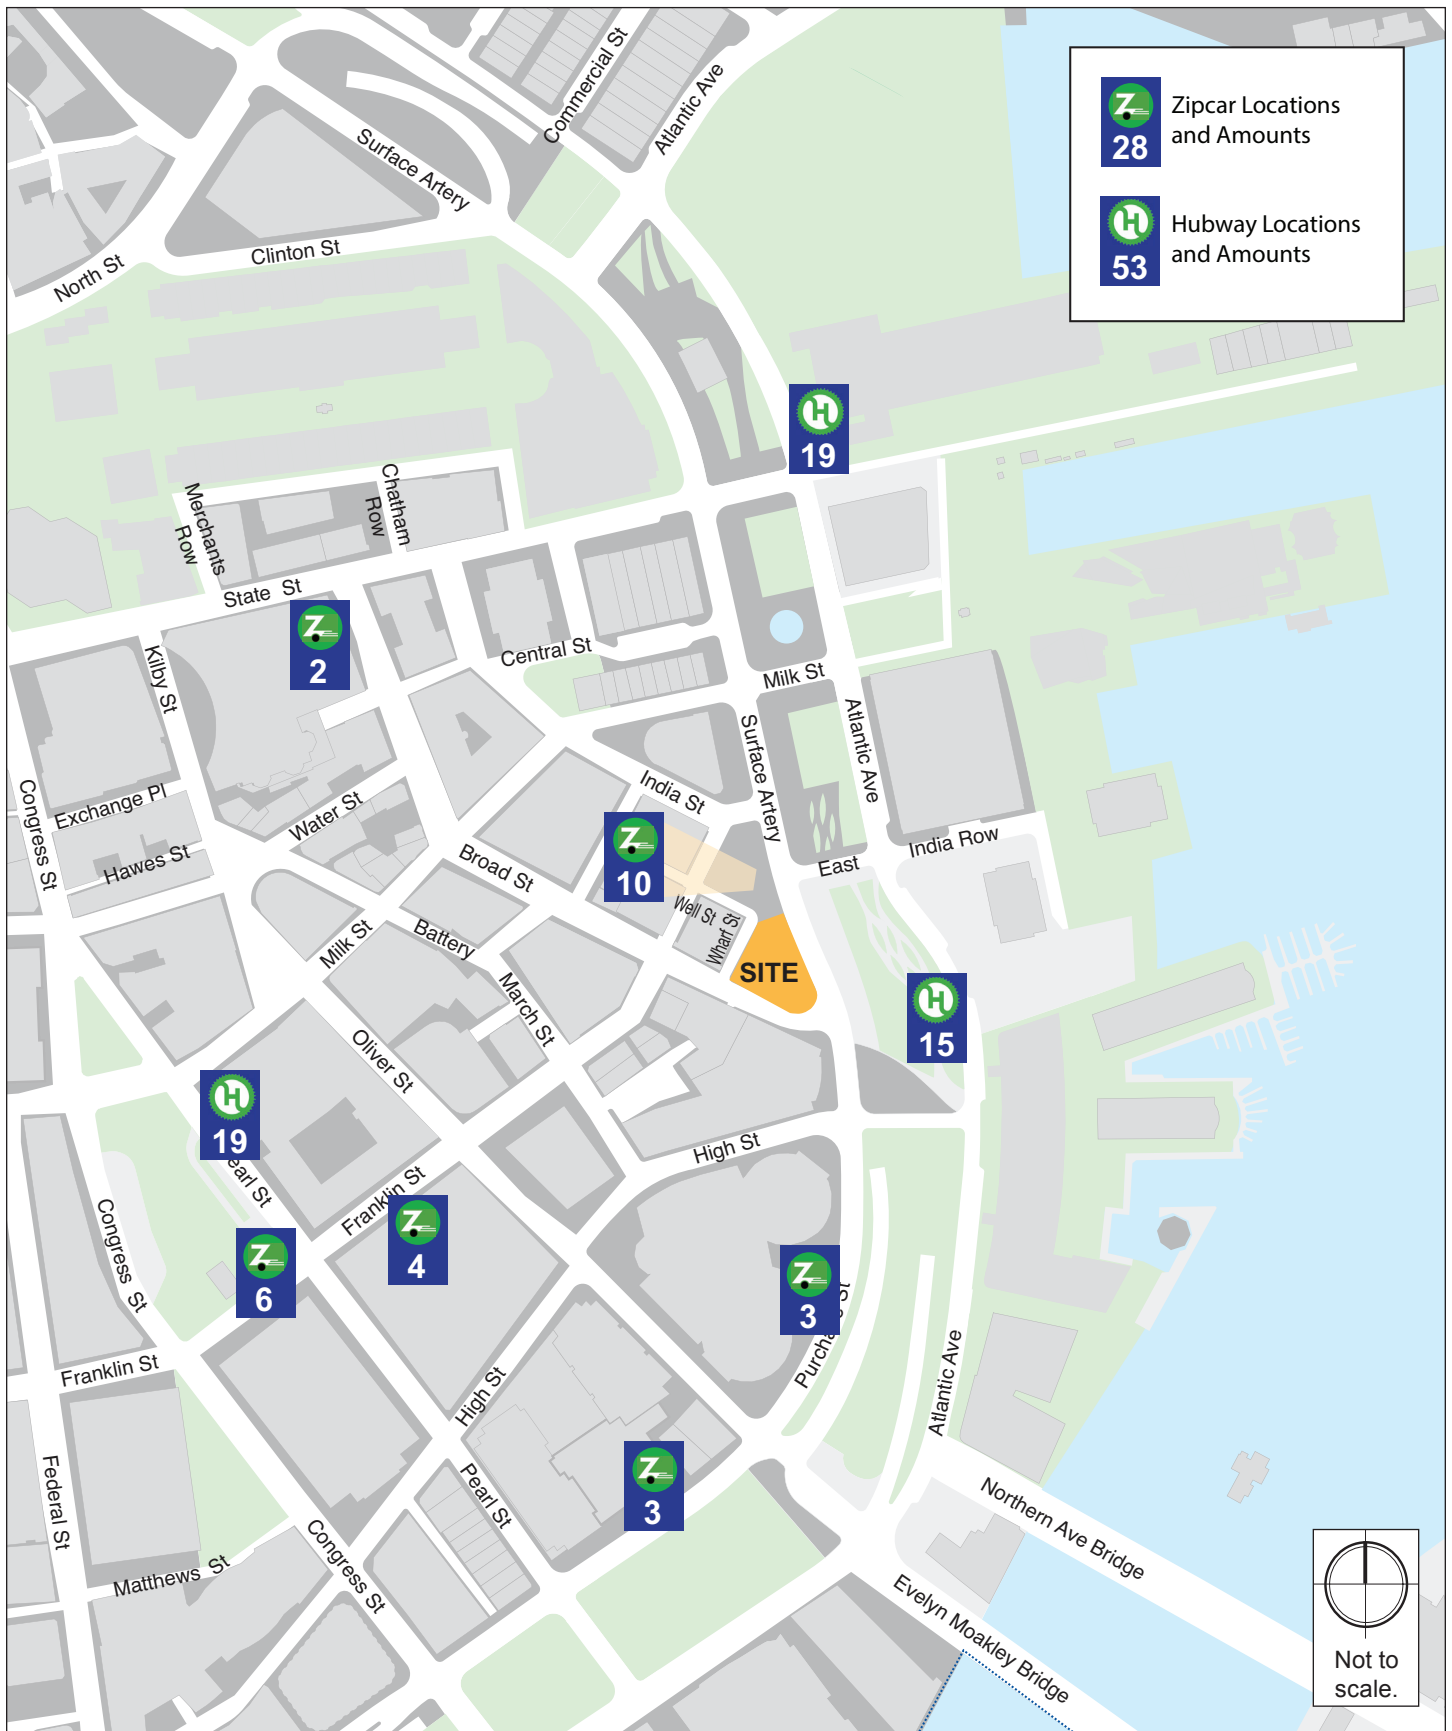 Zipcar Locations
and Amounts
28
Hubway Locations
and Amounts
53
Commercial St
Atlantic Ave
Surface Artery
Clinton St
North St
19
Chatham
Row
Merchants
Row
State St
2
Central St
Kilby St
Milk St
Surface Artery
Atlantic Ave
India St
Congress St
Exchange Pl
Water St
Hawes St
Broad St
10
East
India Row
Well St
Wharf St
Battery
March St
Milk St
SITE
15
Oliver St
19
earl St
High St
Franklin St
4
6
Congress St
3
Purcha e St
Franklin St
High St
Atlantic Ave
3
Pearl St
Federal St
Congress St
Matthews St
Northern Ave Bridge
Evelyn Moakley Bridge
Not to
scale.